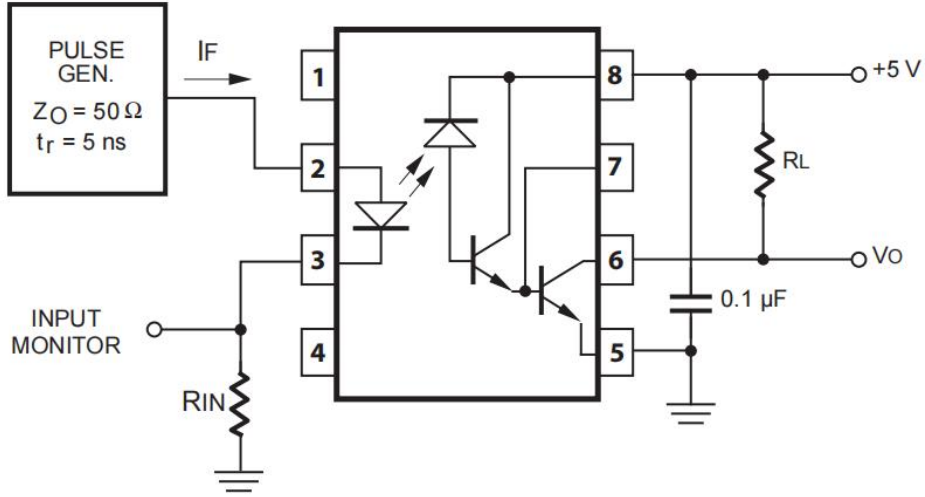 PULSE
GEN.
ZO = 50 Ω
tr = 5 ns
IF
1
2
3
4
8
7
6
5
+5 V
RL
VO
0.1 µF
INPUT
MONITOR
RIN